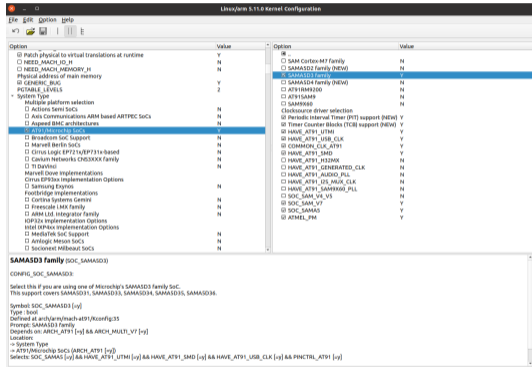 Linux/arm 5.11.0 Kernel Configuration
File Edit Option Help
Option Value
Patch physical to virtual translations at runtime Y
NEED_MACH_IO_H N
NEED_MACH_MEMORY_H N
Physical address of main memory
GENERIC_BUG Y
PGTABLE_LEVELS 2
System Type
Multiple platform selection
Actions Semi SoCs N
Axis Communications ARM based ARTPEC SoCs N
Aspeed BMC architectures N
AT91/Microchip SoCs Y
Broadcom SoC Support N
Marvell Berlin SoCs N
Cirrus Logic EP721x/EP731x-based N
Cavium Networks CNS3XXX family N
TI Davinci N
Marvell Dove Implementations
Cirrus EP93xx Implementation Options
Samsung Exynos N
Footbridge Implementations
Cortina Systems Gemini N
Freescale i.MX family N
ARM Ltd. Integrator family N
IOP32x Implementation Options
Intel IXP4xx Implementation Options
MediaTek SoC Support N
Amlogic Meson SoCs N
Socionext Milbeaut SoCs N
Option Value
..
SAM Cortex-M7 family N
SAMA5D2 family (NEW) N
SAMA5D3 family Y
SAMA5D4 family (NEW) N
AT91RM9200 N
AT91SAM9 N
SAM9X60 N
Clocksource driver selection
Periodic Interval Timer (PIT) support (NEW) Y
Timer Counter Blocks (TCB) support (NEW) Y
HAVE_AT91_UTMI Y
HAVE_AT91_USB_CLK Y
COMMON_CLK_AT91 Y
HAVE_AT91_SMD Y
HAVE_AT91_H32MX N
HAVE_AT91_GENERATED_CLK N
HAVE_AT91_AUDIO_PLL N
HAVE_AT91_I2S_MUX_CLK N
HAVE_AT91_SAM9X60_PLL N
SOC_SAM_V4_V5 N
SOC_SAM_V7 Y
SOC_SAMA5 Y
ATMEL_PM Y
SAMA5D3 family (SOC_SAMA5D3)
CONFIG_SOC_SAMA5D3:
Select this if you are using one of Microchip's SAMA5D3 family SoC.
This support covers SAMA5D31, SAMA5D33, SAMA5D34, SAMA5D35, SAMA5D36.
Symbol: SOC_SAMA5D3 [=y]
Type : bool
Defined at arch/arm/mach-at91/Kconfig:35
Prompt: SAMA5D3 family
Depends on: ARCH_AT91 [=y] && ARCH_MULTI_V7 [=y]
Location:
-> System Type
-> AT91/Microchip SoCs (ARCH_AT91 [=y])
Selects: SOC_SAMA5 [=y] && HAVE_AT91_UTMI [=y] && HAVE_AT91_SMD [=y] && HAVE_AT91_USB_CLK [=y] && PINCTRL_AT91 [=y]